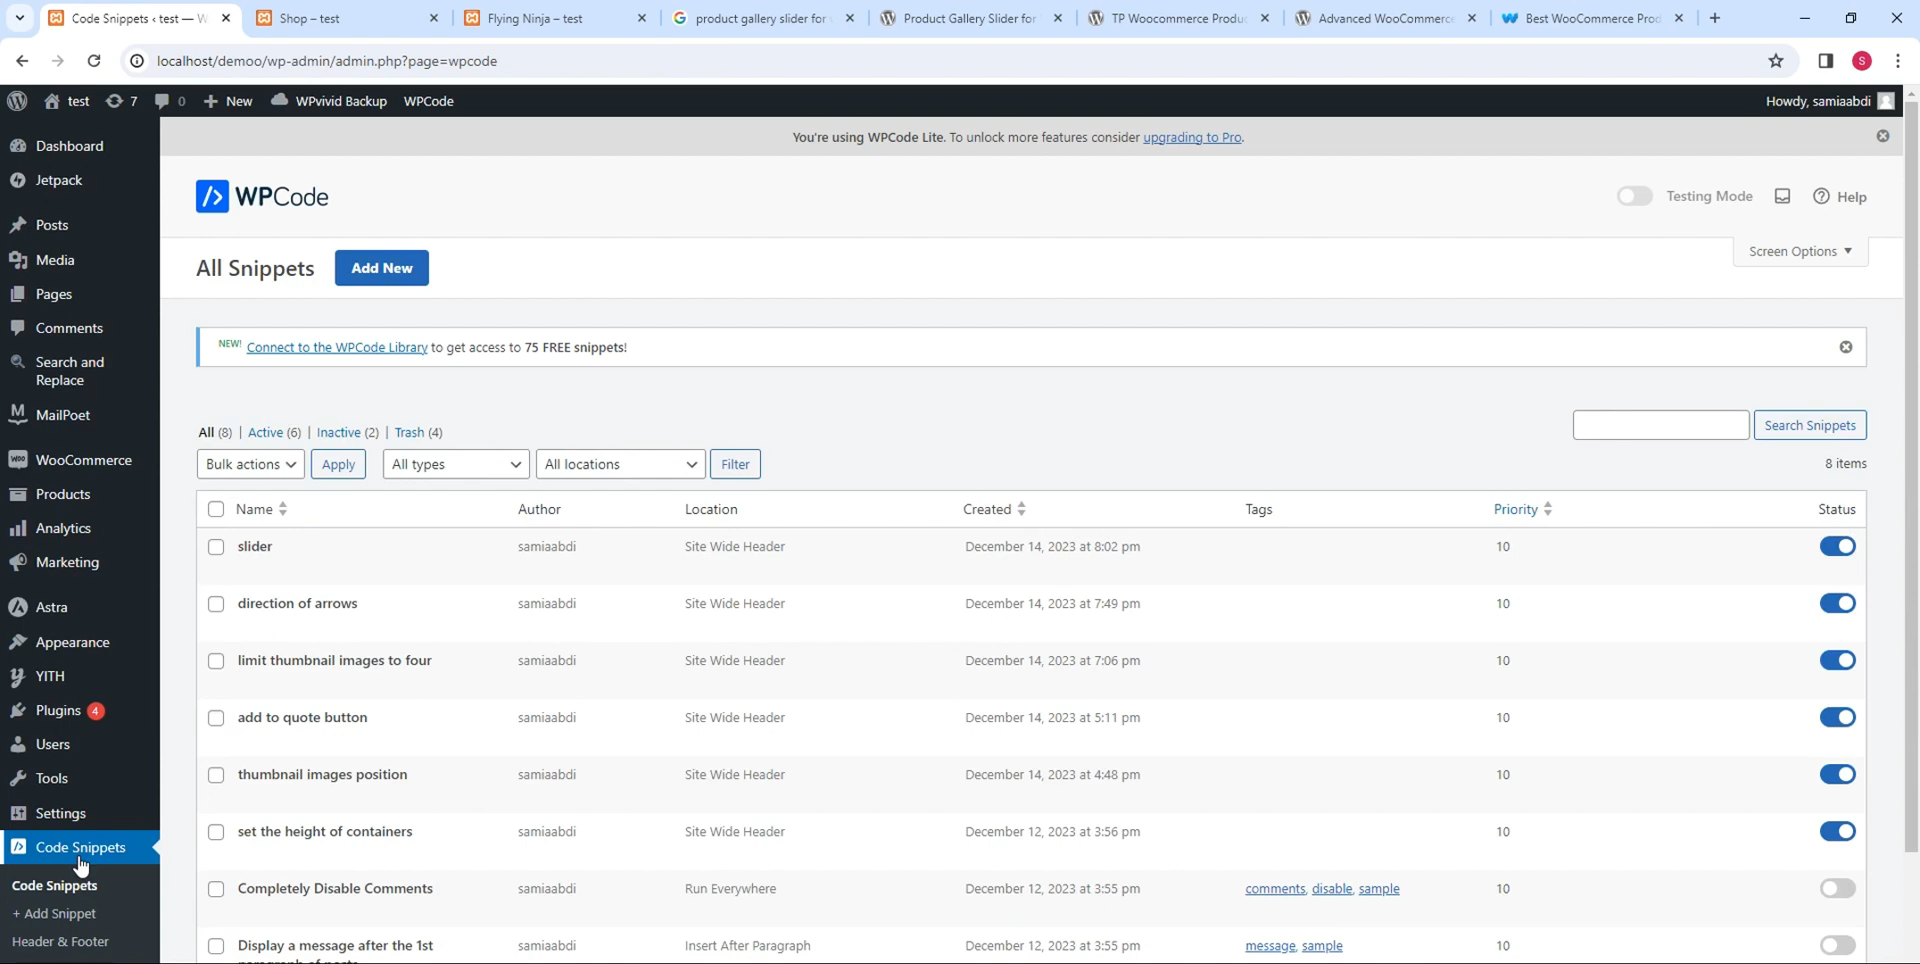 Code Snippets ‹ test — W
Shop – test
Flying Ninja – test
product gallery slider for
Product Gallery Slider for
TP Woocommerce Produc
Advanced WooCommerc
Best WooCommerce Prod
localhost/demoo/wp-admin/admin.php?page=wpcode
S
test
7
0
New
WPvivid Backup
WPCode
Howdy, samiaabdi
You're using WPCode Lite. To unlock more features consider upgrading to Pro.
Dashboard
Jetpack
Posts
Media
Pages
Comments
Search and
Replace
MailPoet
WooCommerce
Products
Analytics
Marketing
Astra
Appearance
YITH
Plugins 4
Users
Tools
Settings
Code Snippets
Code Snippets
+ Add Snippet
Header & Footer
WPCode
Testing Mode
Help
All Snippets
Add New
Screen Options
NEW! Connect to the WPCode Library to get access to 75 FREE snippets!
All (8) | Active (6) | Inactive (2) | Trash (4)
Search Snippets
Bulk actions
Apply
All types
All locations
Filter
8 items
Name Author Location Created Tags Priority Status
slider samiaabdi Site Wide Header December 14, 2023 at 8:02 pm 10
direction of arrows samiaabdi Site Wide Header December 14, 2023 at 7:49 pm 10
limit thumbnail images to four samiaabdi Site Wide Header December 14, 2023 at 7:06 pm 10
add to quote button samiaabdi Site Wide Header December 14, 2023 at 5:11 pm 10
thumbnail images position samiaabdi Site Wide Header December 14, 2023 at 4:48 pm 10
set the height of containers samiaabdi Site Wide Header December 12, 2023 at 3:56 pm 10
Completely Disable Comments samiaabdi Run Everywhere December 12, 2023 at 3:55 pm comments, disable, sample 10
Display a message after the 1st samiaabdi Insert After Paragraph December 12, 2023 at 3:55 pm message, sample 10